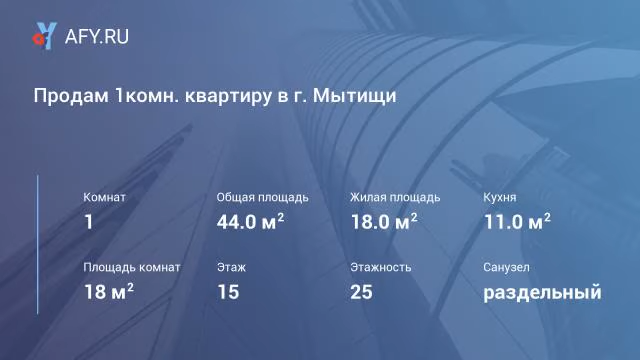 AFY.RU
Продам 1комн. квартиру в г. Мытищи
Комнат Общая площадь Жилая площадь Кухня
1 44.0 м² 18.0 м² 11.0 м²
Площадь комнат Этаж Этажность Санузел
18 м² 15 25 раздельный